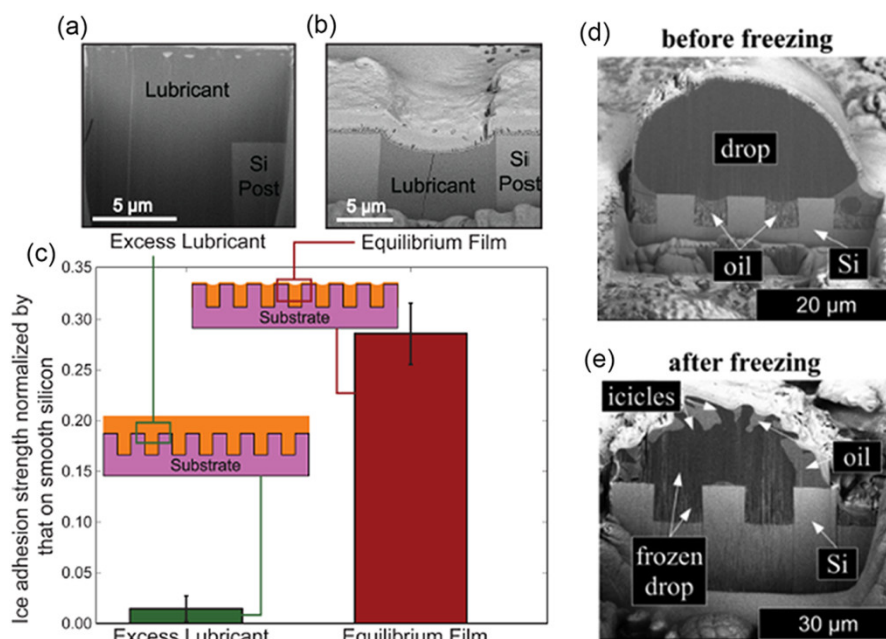 (a)
Lubricant
Si
Post
5 µm
Excess Lubricant
(b)
Lubricant
Si
Post
5 µm
Equilibrium Film
(c)
Ice adhesion strength normalized by
that on smooth silicon
0.35
0.30
0.25
0.20
0.15
0.10
0.05
0.00
Substrate
Substrate
Excess Lubricant
Equilibrium Film
(d)
before freezing
drop
oil
Si
20 µm
(e)
after freezing
icicles
oil
frozen
drop
Si
30 µm